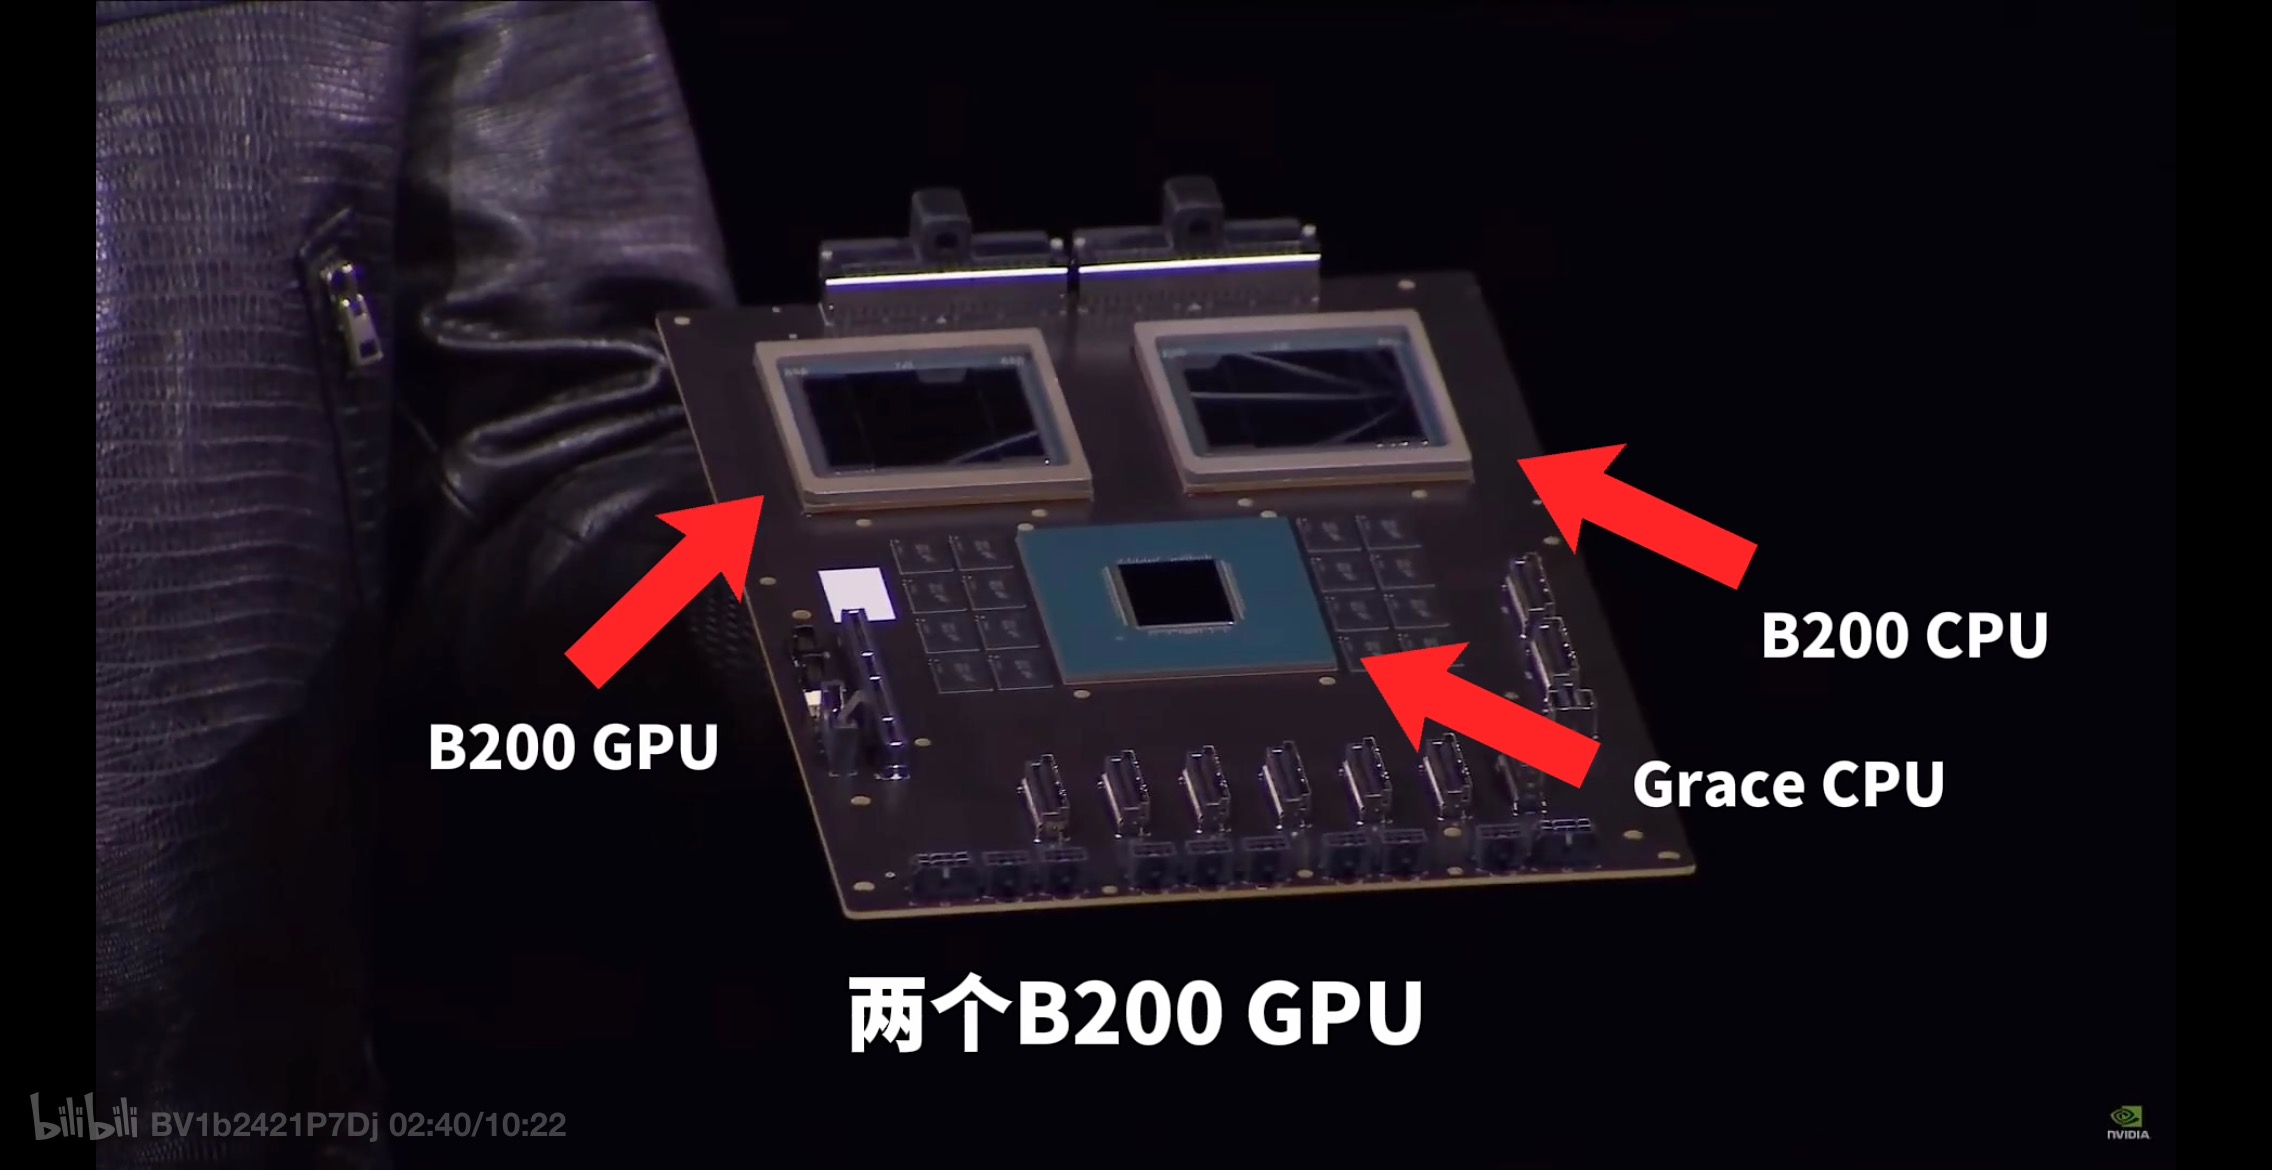 B200 CPU
B200 GPU
Grace CPU
两个B200 GPU
bilibili BV1b2421P7Dj 02:40/10:22
NVIDIA